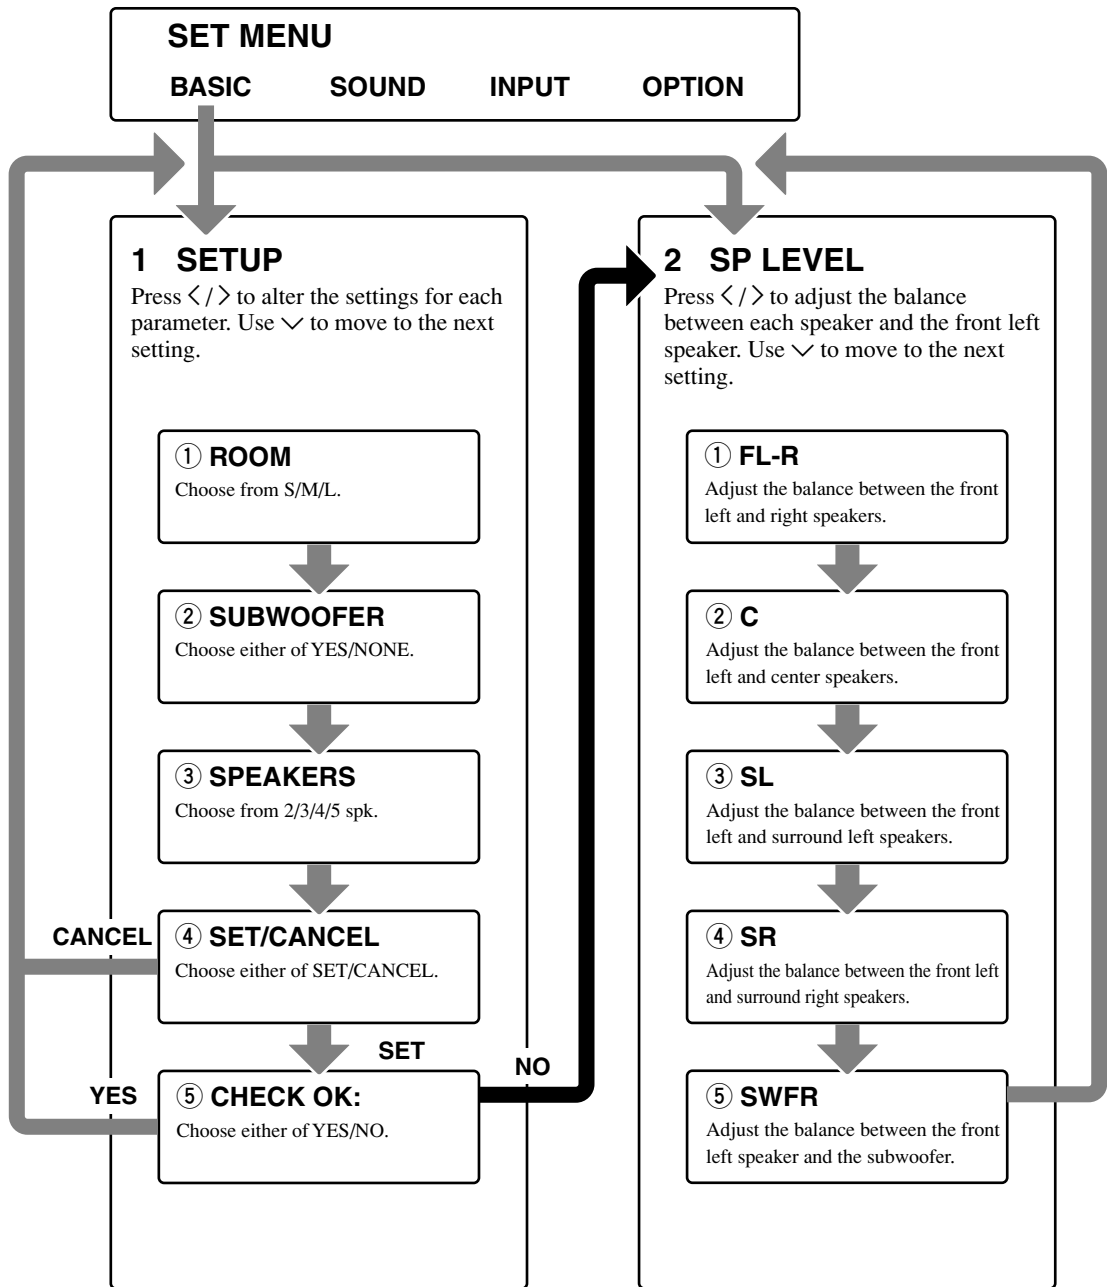 SET MENU
BASIC SOUND INPUT OPTION
1 SETUP
Press < / > to alter the settings for each
parameter. Use ∨ to move to the next
setting.
① ROOM
Choose from S/M/L.
② SUBWOOFER
Choose either of YES/NONE.
③ SPEAKERS
Choose from 2/3/4/5 spk.
CANCEL
④ SET/CANCEL
Choose either of SET/CANCEL.
SET
NO
YES
⑤ CHECK OK:
Choose either of YES/NO.
2 SP LEVEL
Press < / > to adjust the balance
between each speaker and the front left
speaker. Use ∨ to move to the next
setting.
① FL-R
Adjust the balance between the front
left and right speakers.
② C
Adjust the balance between the front
left and center speakers.
③ SL
Adjust the balance between the front
left and surround left speakers.
④ SR
Adjust the balance between the front left
and surround right speakers.
⑤ SWFR
Adjust the balance between the front
left speaker and the subwoofer.